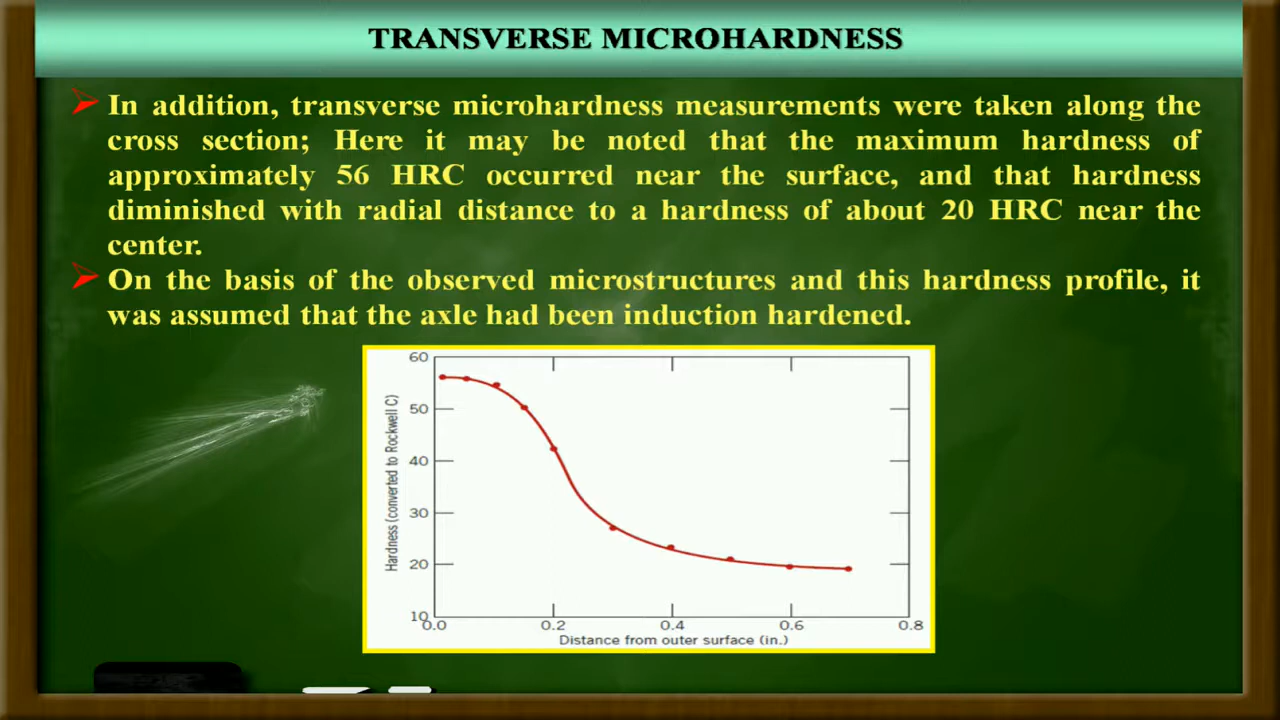 TRANSVERSE MICROHARDNESS
In addition, transverse microhardness measurements were taken along the
cross section; Here it may be noted that the maximum hardness of
approximately 56 HRC occurred near the surface, and that hardness
diminished with radial distance to a hardness of about 20 HRC near the
center.
On the basis of the observed microstructures and this hardness profile, it
was assumed that the axle had been induction hardened.
Hardness (converted to Rockwell C)
60
50
40
30
20
10
0.0 0.2 0.4 0.6 0.8
Distance from outer surface (in.)